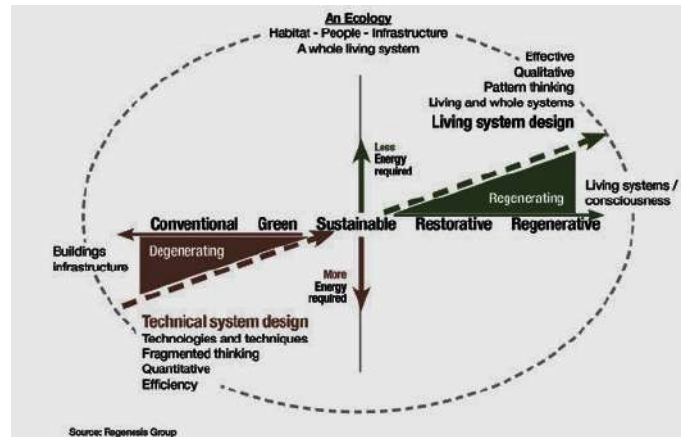 An Ecology
Habitat - People - Infrastructure
A whole living system
Effective
Qualitative
Pattern thinking
Living and whole systems
Living system design
Less
Energy
required
Regenerating
Living systems /
consciousness
Conventional Green Sustainable Restorative Regenerative
Buildings
infrastructure
Degenerating
More
Energy
required
Technical system design
Technologies and techniques
Fragmented thinking
Quantitative
Efficiency
Source: Regenesis Group